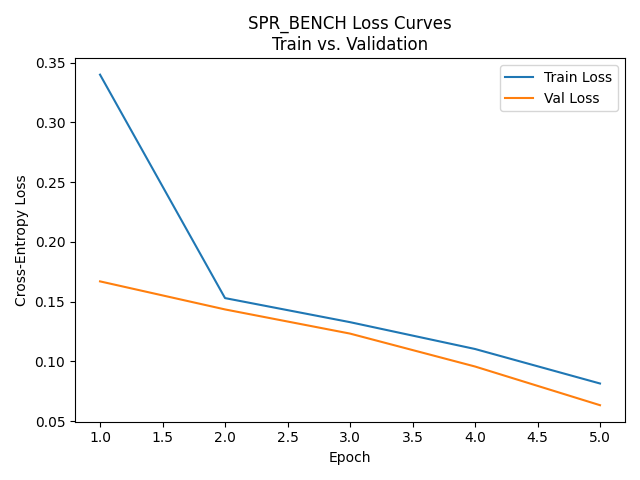 SPR_BENCH Loss Curves
Train vs. Validation
Train Loss
Val Loss
Cross-Entropy Loss
0.35
0.30
0.25
0.20
0.15
0.10
0.05
1.0 1.5 2.0 2.5 3.0 3.5 4.0 4.5 5.0
Epoch